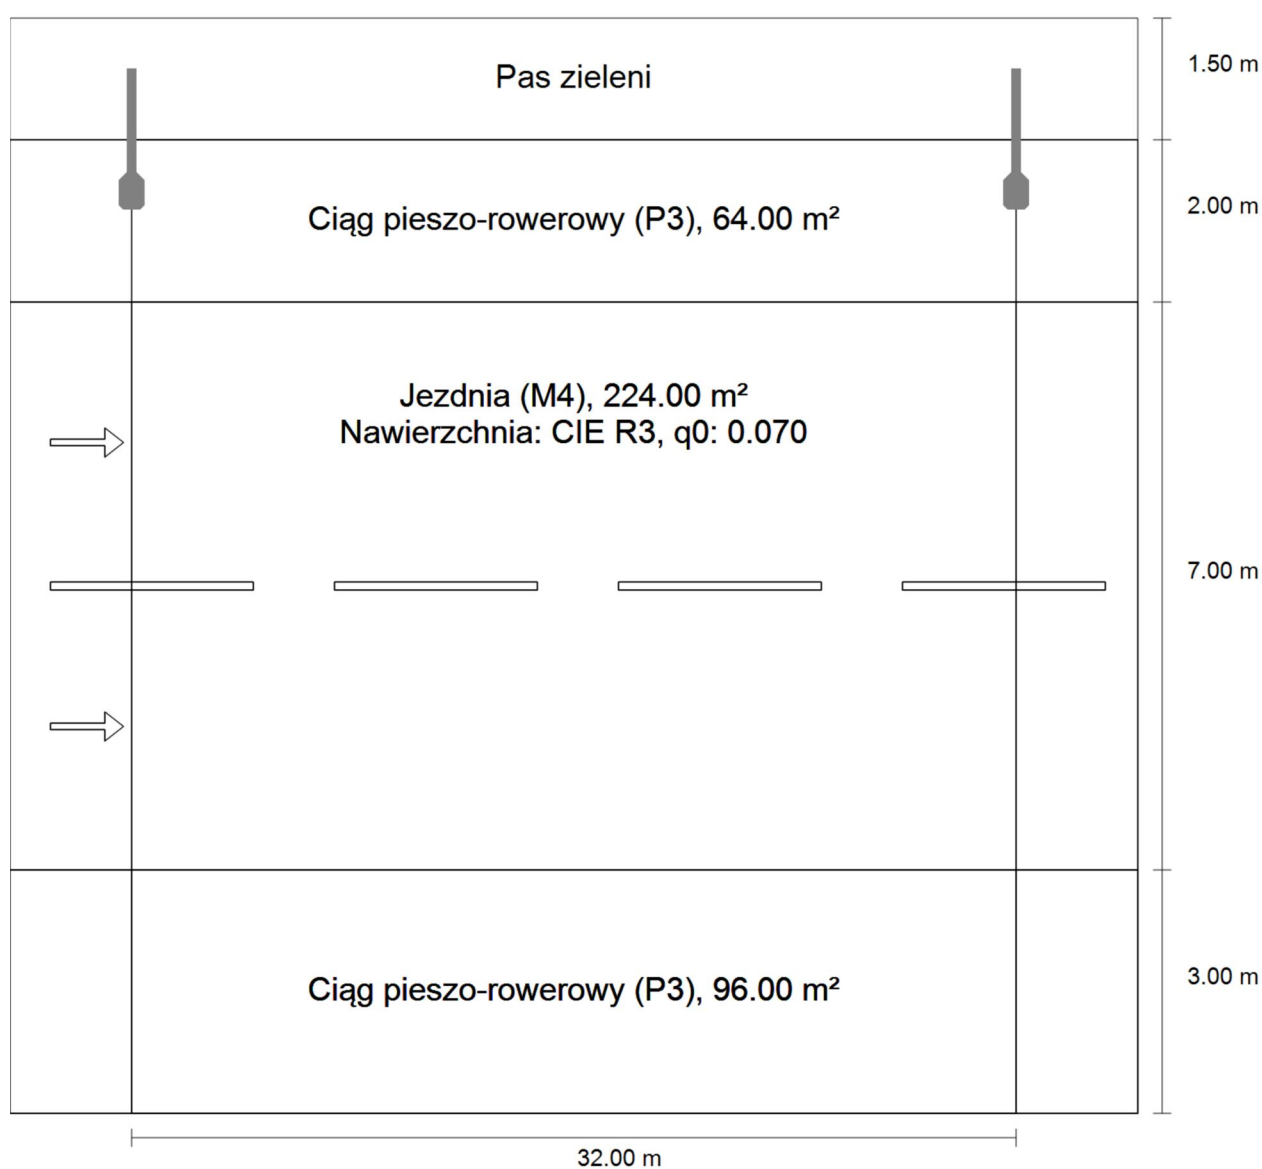 Pas zieleni
1.50 m
Ciąg pieszo-rowerowy (P3), 64.00 m²
2.00 m
Jezdnia (M4), 224.00 m²
Nawierzchnia: CIE R3, q0: 0.070
7.00 m
Ciąg pieszo-rowerowy (P3), 96.00 m²
3.00 m
32.00 m